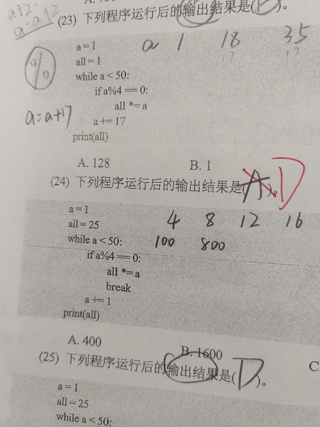 a+2=
a=a+2
(23) 下列程序运行后的输出结果是(
a=1
all=1
while a<50:
if a%4==0:
all *=a
a+=17
print(all)
%
a=a+17
a 1 18 35
17 17
A. 128 B. 1
(24) 下列程序运行后的输出结果是(A)。D
a=1
all=25
while a<50:
if a%4==0:
all *=a
break
a+=1
print(all)
4 8 12 16
100 800
A. 400 B. 1600 C
(25) 下列程序运行后的输出结果是(D)。
a=1
all=25
while a<50: